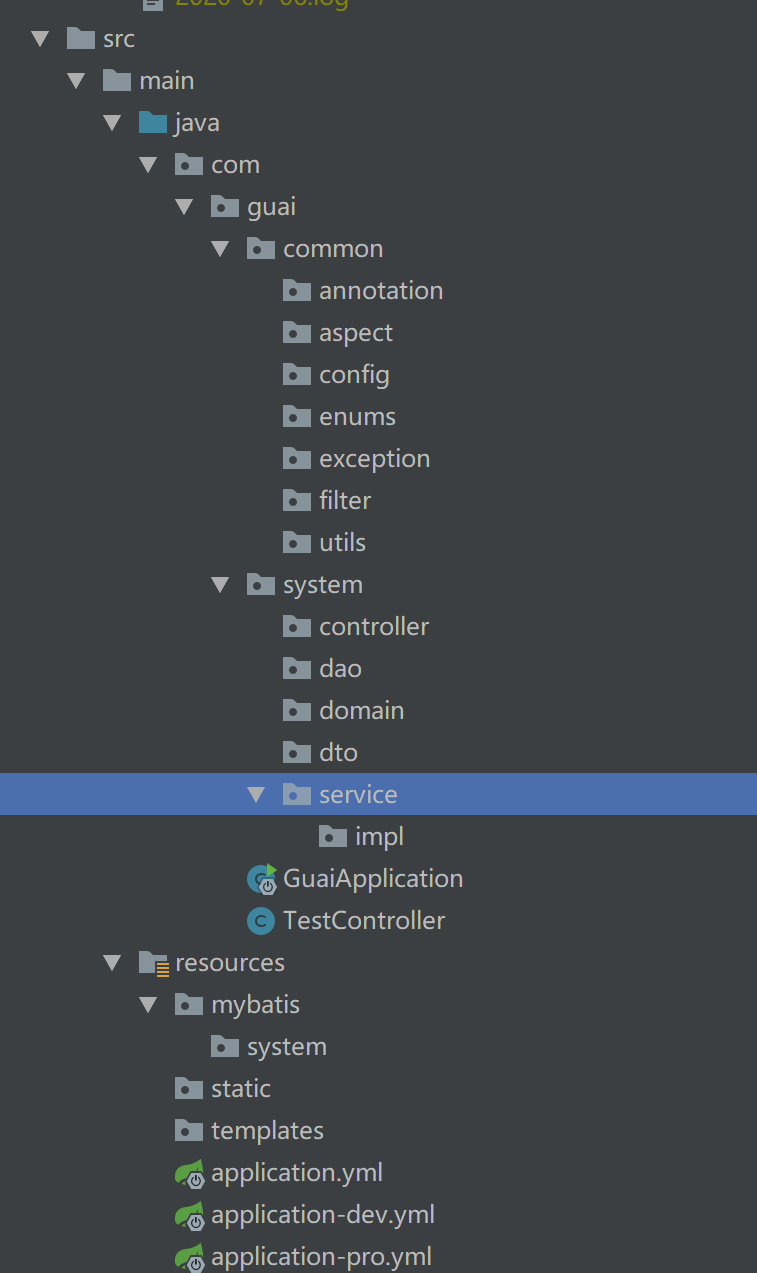 src
main
java
com
guai
common
annotation
aspect
config
enums
exception
filter
utils
system
controller
dao
domain
dto
service
impl
GuaiApplication
TestController
resources
mybatis
system
static
templates
application.yml
application-dev.yml
application-pro.yml